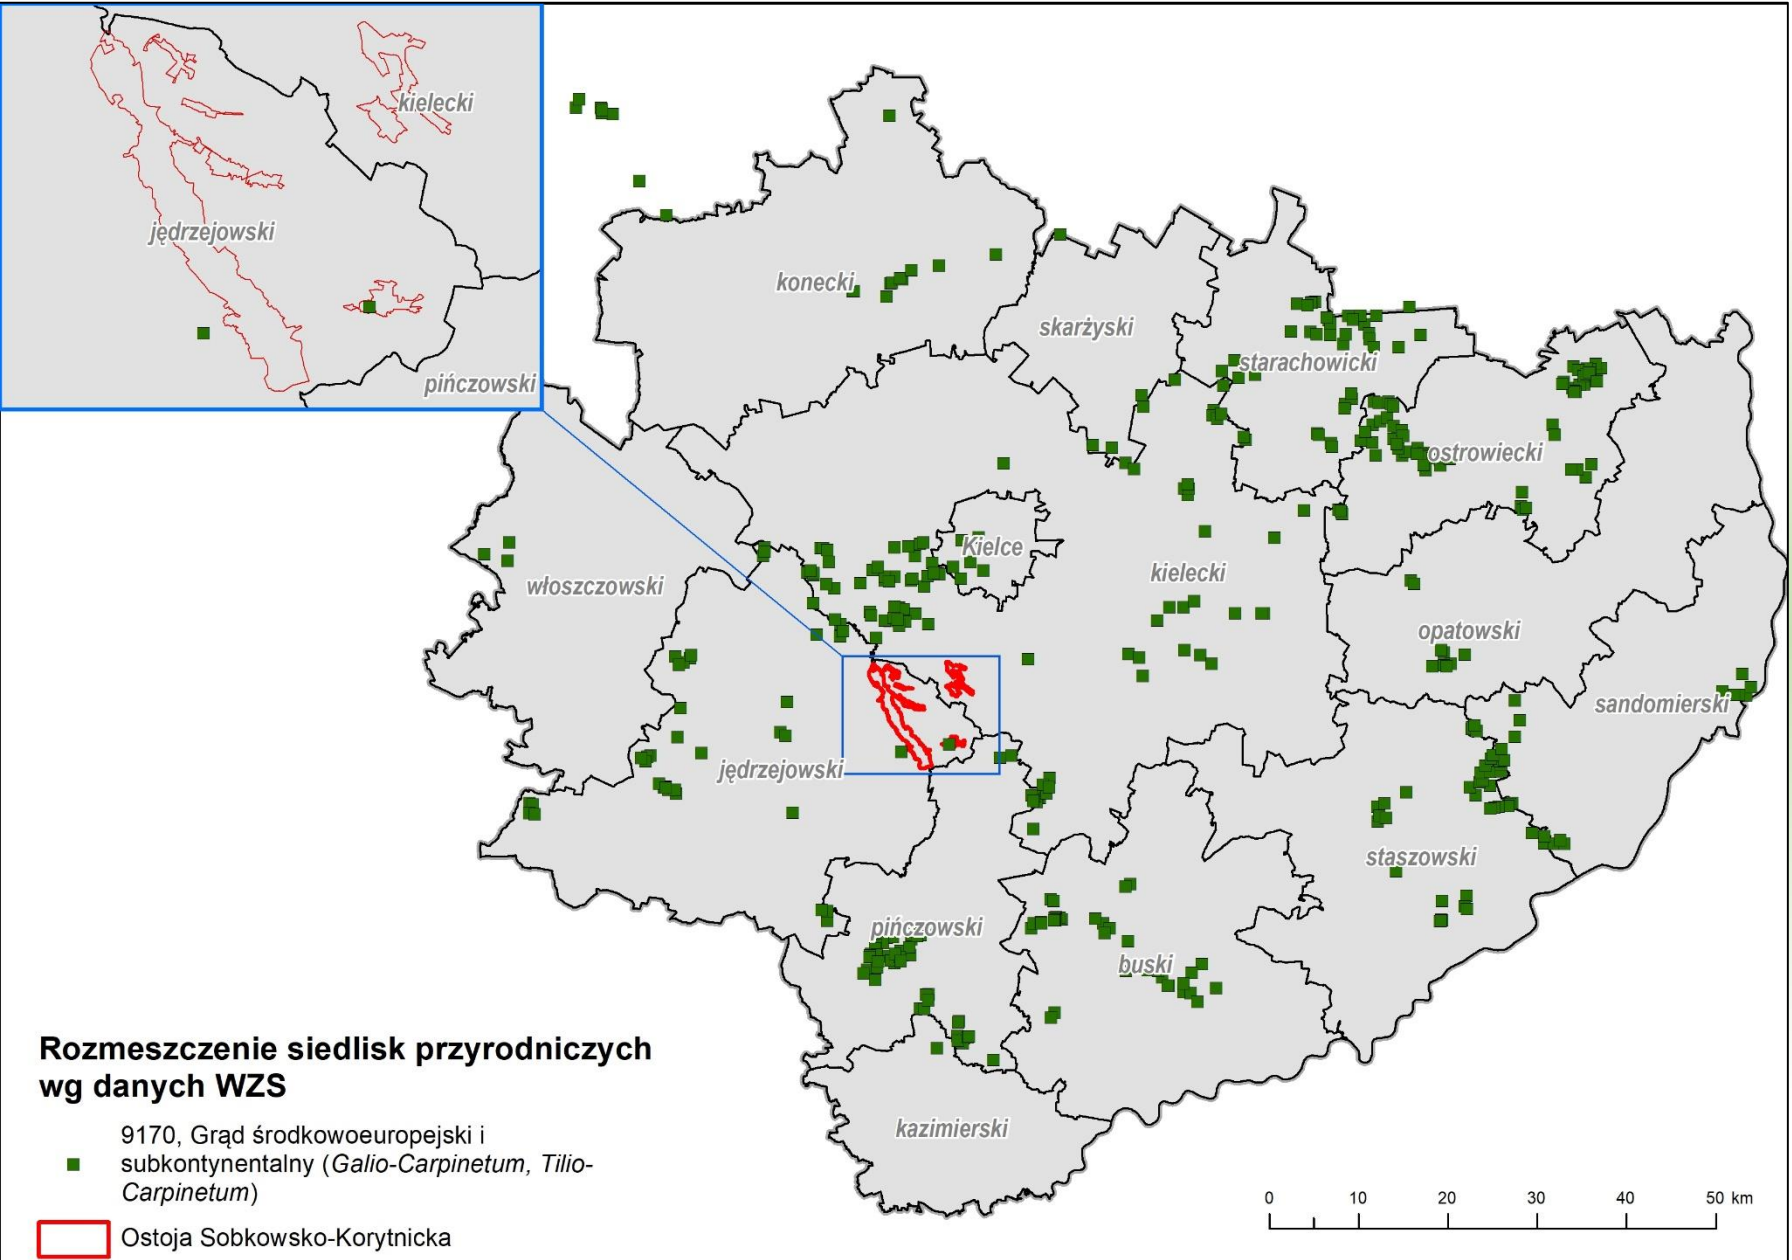 kielecki
jędrzejowski
pińczowski
konecki
skarżyski
starachowicki
ostrowiecki
Kielce
włoszczowski
kielecki
opatowski
sandomierski
jędrzejowski
staszowski
pińczowski
buski
kazimierski
Rozmeszczenie siedlisk przyrodniczych
wg danych WZS
9170, Grąd środkowoeuropejski i
subkontynentalny (Galio-Carpinetum, Tilio-
Carpinetum)
Ostoja Sobkowsko-Korytnicka
0 10 20 30 40 50 km